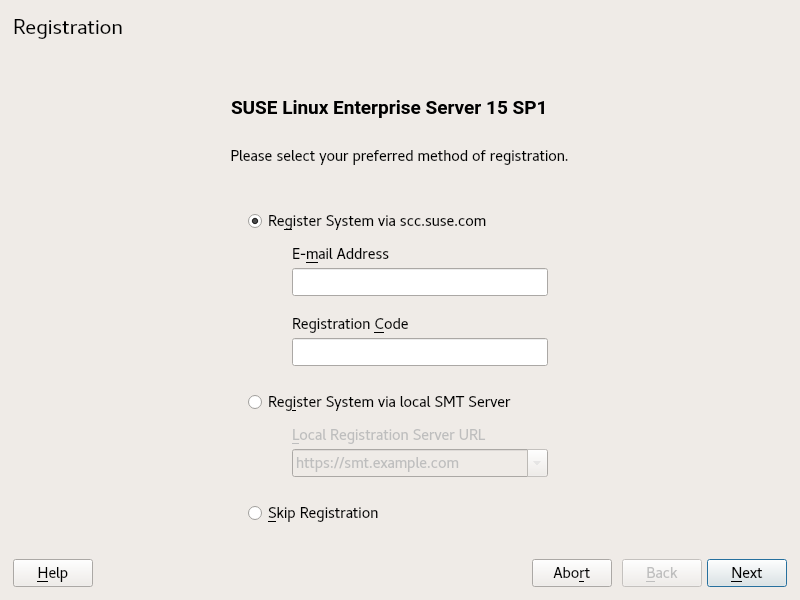 Registration
SUSE Linux Enterprise Server 15 SP1
Please select your preferred method of registration.
Register System via scc.suse.com
E-mail Address
Registration Code
Register System via local SMT Server
Local Registration Server URL
https://smt.example.com
Skip Registration
Help Abort Back Next